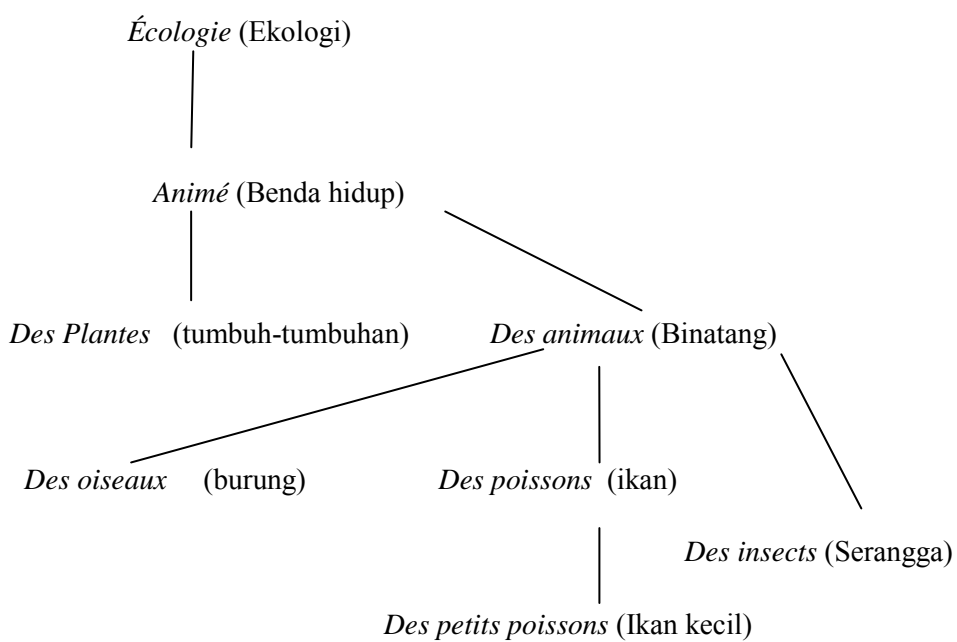 Écologie (Ekologi)
Animé (Benda hidup)
Des Plantes (tumbuh-tumbuhan) Des animaux (Binatang)
Des oiseaux (burung) Des poissons (ikan)
Des insects (Serangga)
Des petits poissons (Ikan kecil)